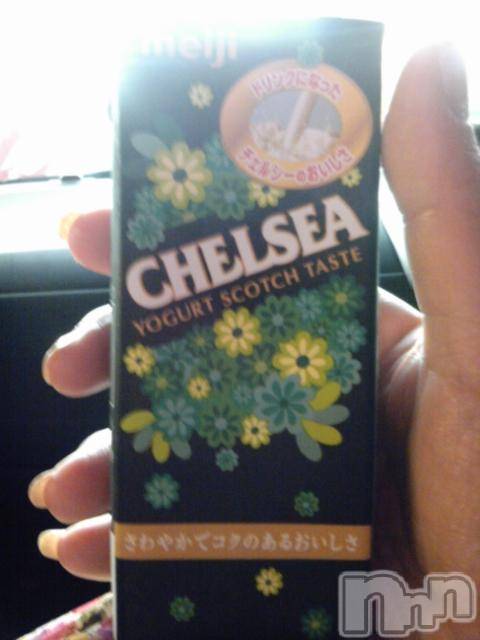 meiji
ドリンクになった
チェルシーのおいしさ
CHELSEA
YOGURT SCOTCH TASTE
さわやかでコクのあるおいしさ
nnn